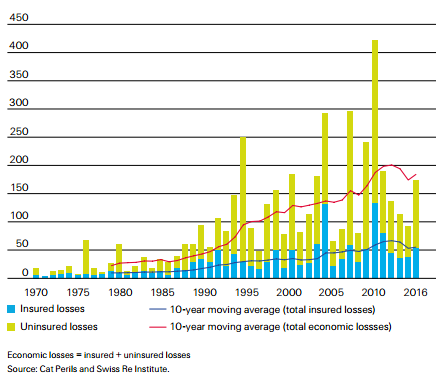 450
400
350
300
250
200
150
100
50
0
1970 1975 1980 1985 1990 1995 2000 2005 2010 2016
Insured losses 10-year moving average (total insured losses)
Uninsured losses 10-year moving average (total economic lossses)
Economic losses = insured + uninsured losses
Source: Cat Perils and Swiss Re Institute.